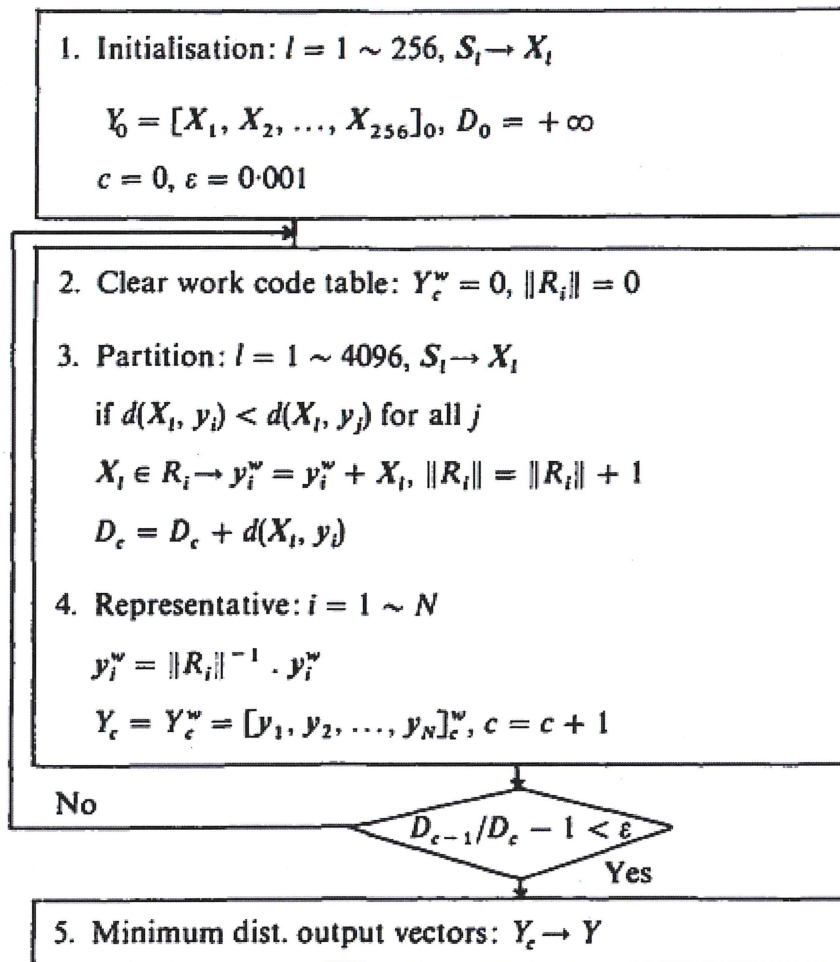 1. Initialisation: l = 1 ~ 256, S_l → X_l
Y_0 = [X_1, X_2, ..., X_256]_0, D_0 = +∞
c = 0, ε = 0·001
2. Clear work code table: Y_c^w = 0, ‖R_i‖ = 0
3. Partition: l = 1 ~ 4096, S_l → X_l
if d(X_l, y_i) < d(X_l, y_j) for all j
X_l ∈ R_i → y_i^w = y_i^w + X_l, ‖R_i‖ = ‖R_i‖ + 1
D_c = D_c + d(X_l, y_i)
4. Representative: i = 1 ~ N
y_i^w = ‖R_i‖^-1 . y_i^w
Y_c = Y_c^w = [y_1, y_2, ..., y_N]_c^w, c = c + 1
No
D_c-1/D_c - 1 < ε
Yes
5. Minimum dist. output vectors: Y_c → Y